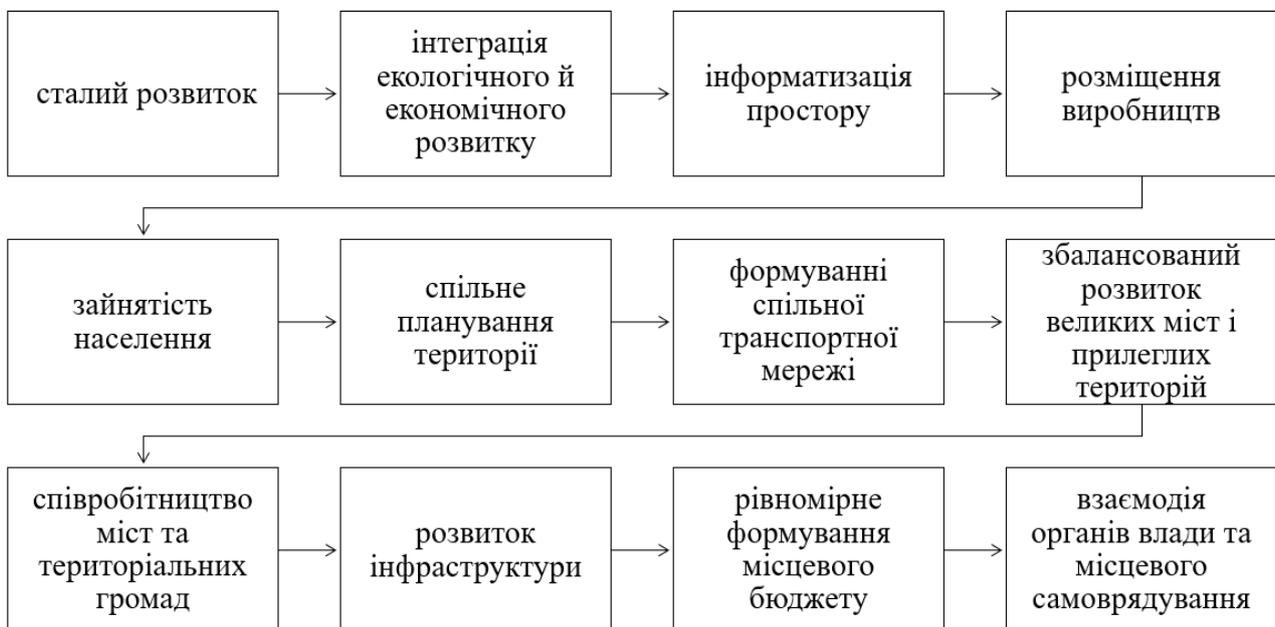 сталий розвиток
інтеграція
екологічного й
економічного
розвитку
інформатизація
простору
розміщення
виробництв
зайнятість
населення
спільне
планування
території
формуванні
спільної
транспортної
мережі
збалансований
розвиток
великих міст і
прилеглих
територій
співробітництво
міст та
територіальних
громад
розвиток
інфраструктури
рівномірне
формування
місцевого
бюджету
взаємодія
органів влади та
місцевого
самоврядування